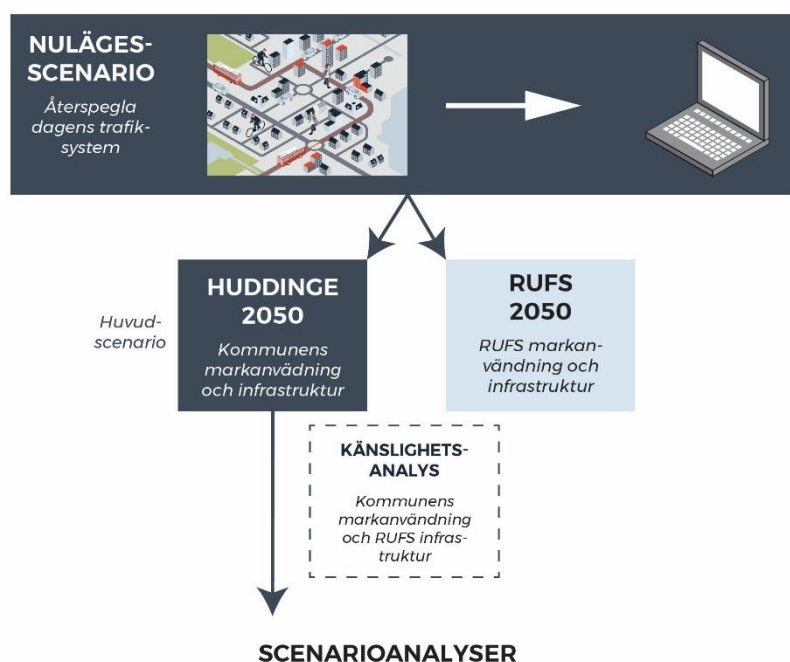 NULÄGES-
SCENARIO
Återspegla
dagens trafik-
system
Huvud-
scenario
HUDDINGE
2050
Kommunens
markanvädning
och infrastruktur
RUFS
2050
RUFS markan-
vändning och
infrastruktur
KÄNSLIGHETS-
ANALYS
Kommunens
markanvändning
och RUFS infras-
truktur
SCENARIOANALYSER